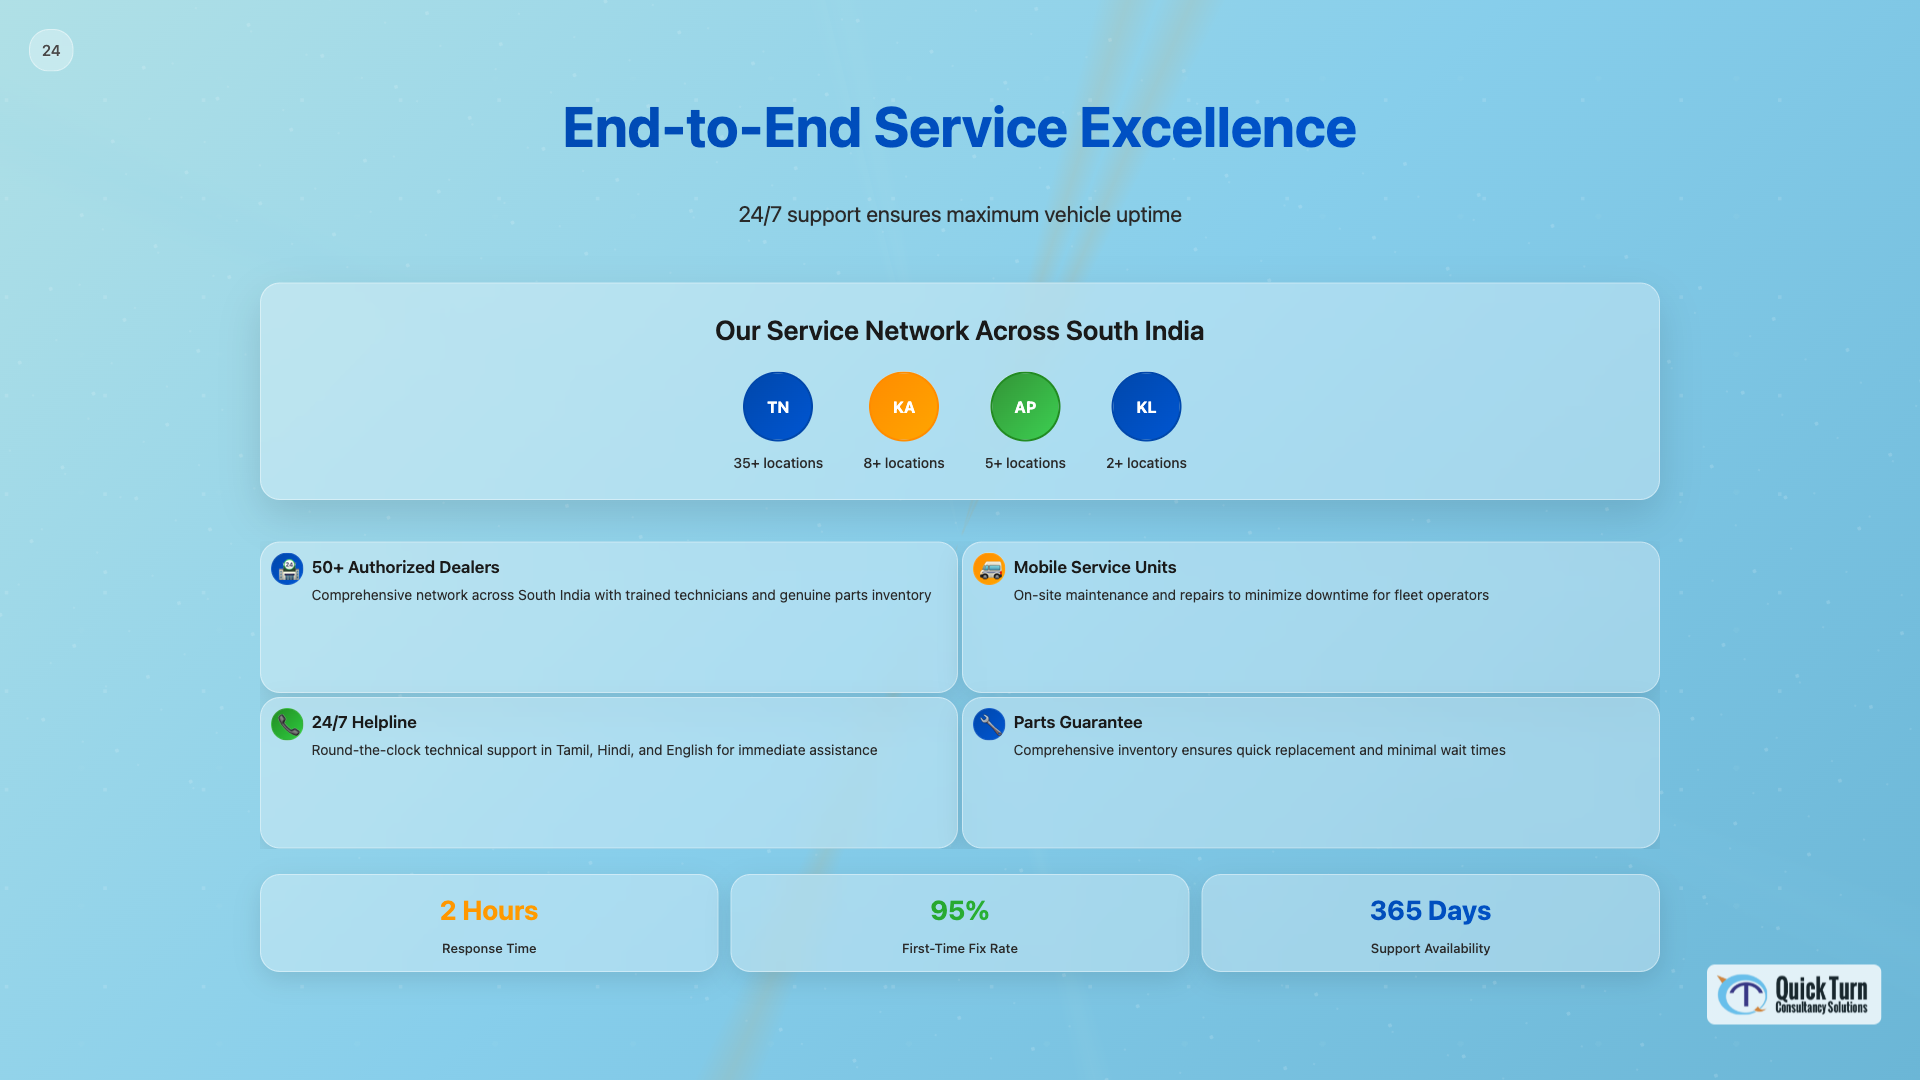 24
End-to-End Service Excellence
24/7 support ensures maximum vehicle uptime
Our Service Network Across South India
TN
KA
AP
KL
35+ locations
8+ locations
5+ locations
2+ locations
24
50+ Authorized Dealers
Comprehensive network across South India with trained technicians and genuine parts inventory
Mobile Service Units
On-site maintenance and repairs to minimize downtime for fleet operators
24/7 Helpline
Round-the-clock technical support in Tamil, Hindi, and English for immediate assistance
Parts Guarantee
Comprehensive inventory ensures quick replacement and minimal wait times
2 Hours
Response Time
95%
First-Time Fix Rate
365 Days
Support Availability
Quick Turn
Consultancy Solutions